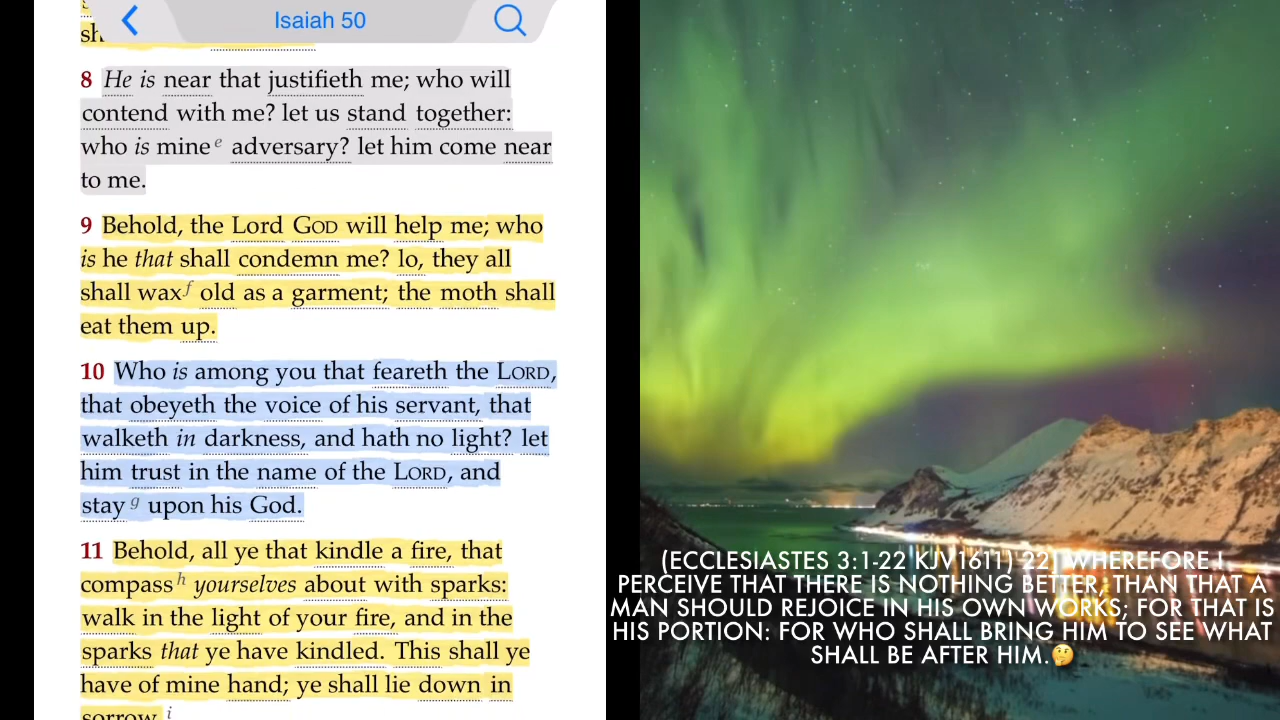 Isaiah 50
sh
8 He is near that justifieth me; who will
contend with me? let us stand together:
who is mine e adversary? let him come near
to me.
9 Behold, the Lord GOD will help me; who
is he that shall condemn me? lo, they all
shall wax f old as a garment; the moth shall
eat them up.
10 Who is among you that feareth the LORD,
that obeyeth the voice of his servant, that
walketh in darkness, and hath no light? let
him trust in the name of the LORD, and
stay g upon his God.
11 Behold, all ye that kindle a fire, that
compass h yourselves about with sparks:
walk in the light of your fire, and in the
sparks that ye have kindled. This shall ye
have of mine hand; ye shall lie down in
sorrow. i
(ECCLESIASTES 3:1-22 KJV1611) 22) WHEREFORE I
PERCEIVE THAT THERE IS NOTHING BETTER, THAN THAT A
MAN SHOULD REJOICE IN HIS OWN WORKS; FOR THAT IS
HIS PORTION: FOR WHO SHALL BRING HIM TO SEE WHAT
SHALL BE AFTER HIM.🤔